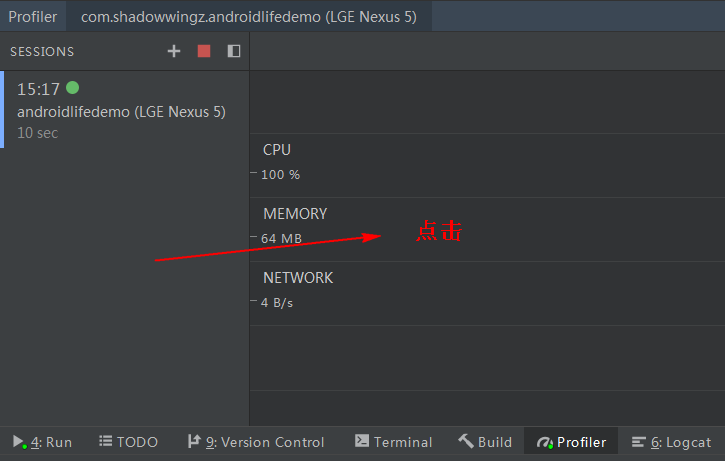 Profiler com.shadowwingz.androidlifedemo (LGE Nexus 5)
SESSIONS
15:17
androidlifedemo (LGE Nexus 5)
10 sec
CPU
100 %
MEMORY
64 MB
点击
NETWORK
4 B/s
4: Run TODO 9: Version Control Terminal Build Profiler 6: Logcat